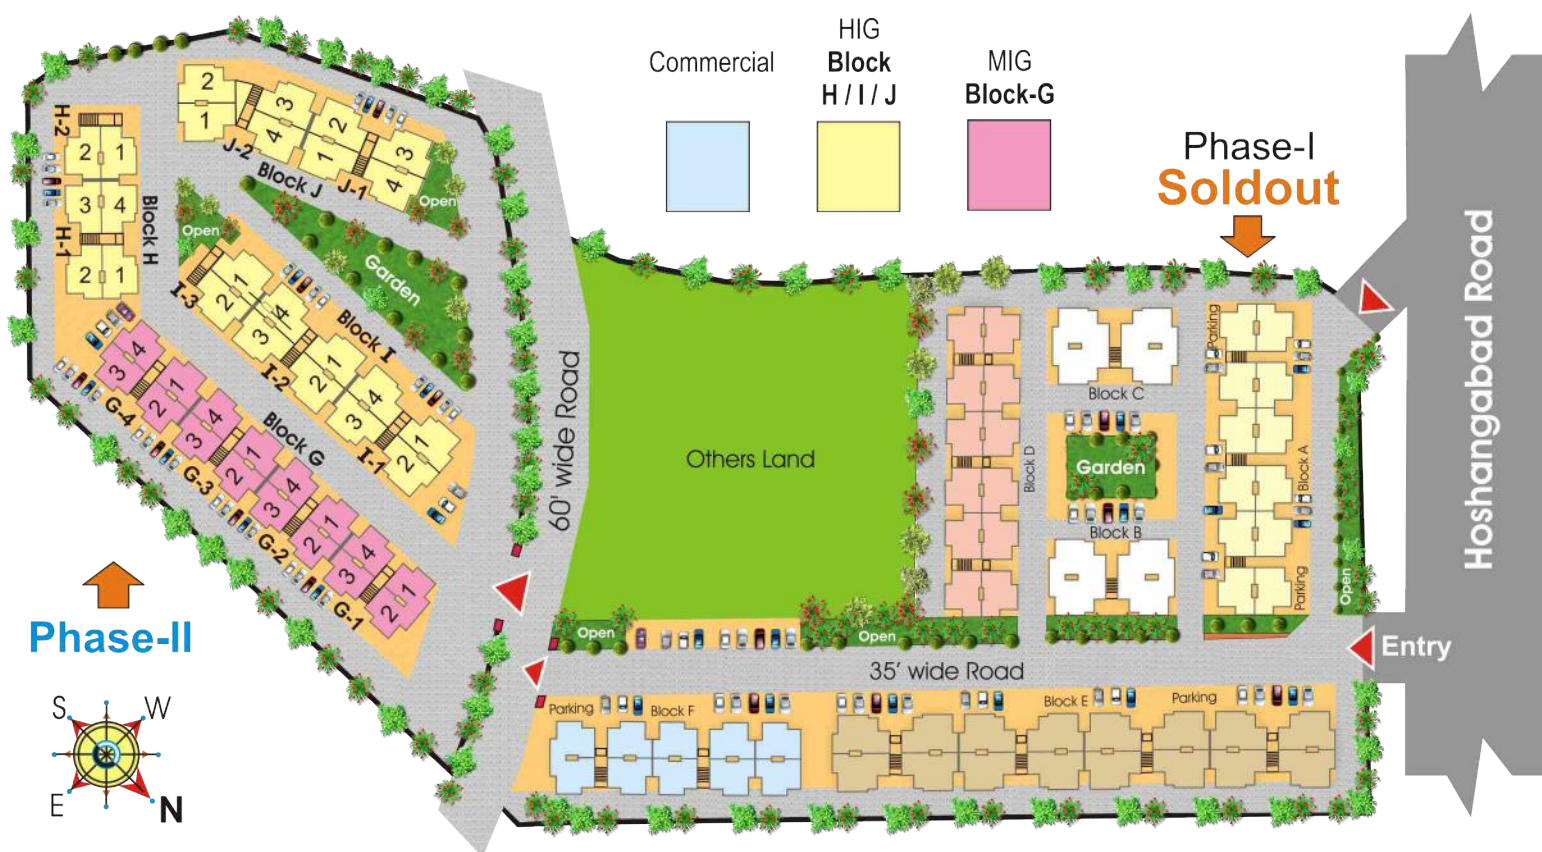 Commercial
HIG
Block
H / I / J
MIG
Block-G
Phase-I
Soldout
Hoshangabad Road
Entry
60' wide Road
35' wide Road
Others Land
H-2
2 1
3 4
H-1
2 1
Block H
2
1
J-2
3
4
2
1
J-1
3
4
Block J
Open
Open
Garden
I-3
1
2
4
3
I-2
1
2
4
3
I-1
1
2
Block I
4
3
G-4
1
2
4
3
G-3
1
2
4
3
G-2
1
2
4
3
G-1
1
2
Block G
Phase-II
S
W
E
N
Block D
Block C
Garden
Block B
Parking
Block A
Parking
Open
Open
Open
Parking
Block F
Block E
Parking